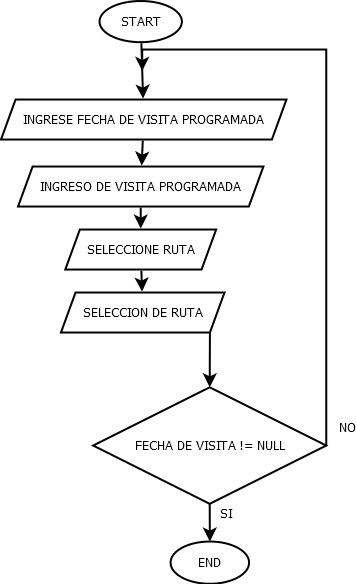 START
INGRESE FECHA DE VISITA PROGRAMADA
INGRESO DE VISITA PROGRAMADA
SELECCIONE RUTA
SELECCION DE RUTA
FECHA DE VISITA != NULL
NO
SI
END